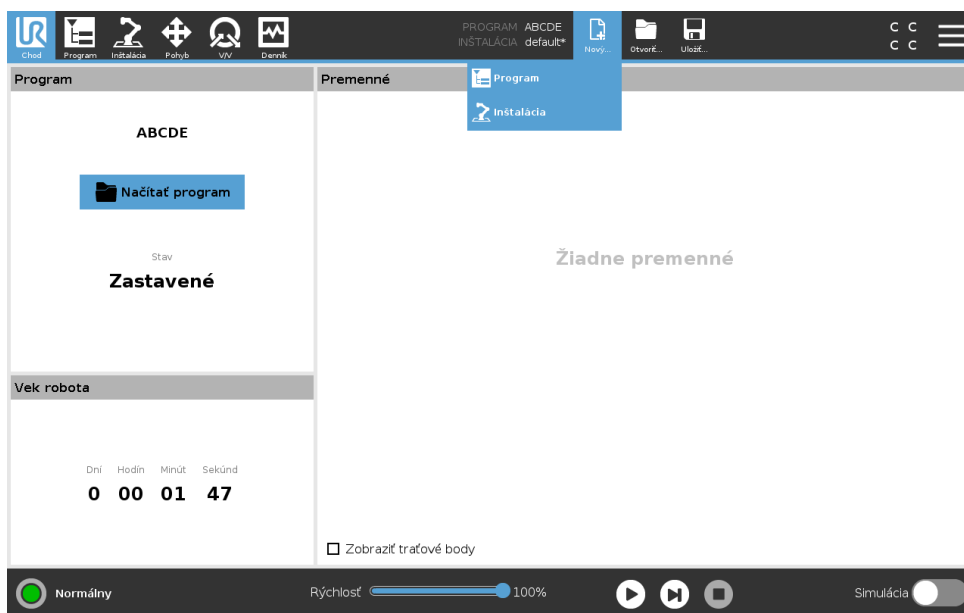 Chod
Program
Inštalácia
Pohyb
V/V
Denník
PROGRAM ABCDE
INŠTALÁCIA default*
Nový...
Otvoriť...
Uložiť...
C C
C C
Program
Inštalácia
Program
ABCDE
Načítať program
Stav
Zastavené
Premenné
Žiadne premenné
Vek robota
Dní Hodín Minút Sekúnd
0 00 01 47
Zobraziť traťové body
Normálny
Rýchlosť 100%
Simulácia